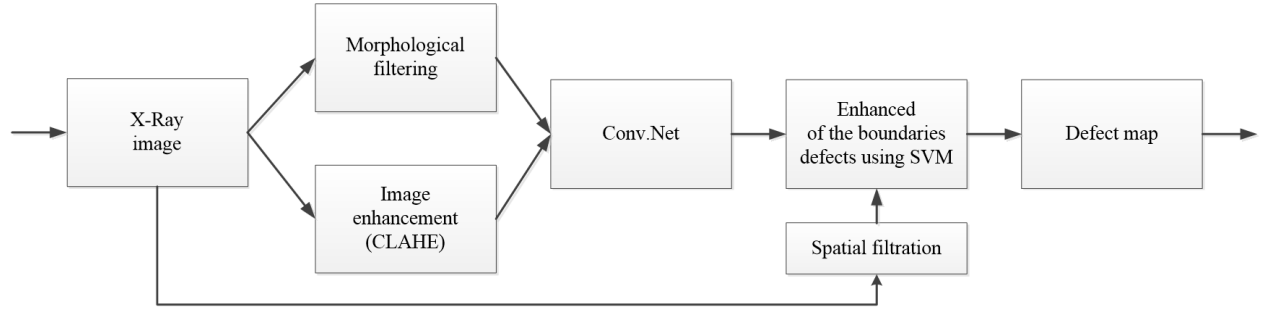 X-Ray
image
Morphological
filtering
Image
enhancement
(CLAHE)
Conv.Net
Enhanced
of the boundaries
defects using SVM
Spatial filtration
Defect map